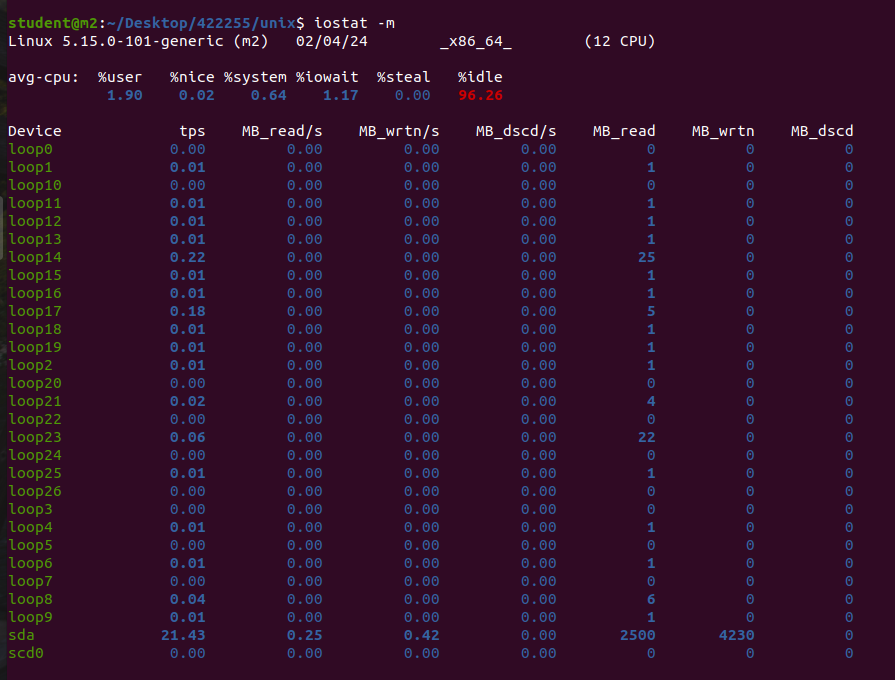 student@m2:~/Desktop/422255/unix$ iostat -m
Linux 5.15.0-101-generic (m2) 	02/04/24 	_x86_64_	(12 CPU)
avg-cpu:  %user   %nice %system %iowait  %steal   %idle
           1.90    0.02    0.64    1.17    0.00   96.26
Device             tps    MB_read/s    MB_wrtn/s    MB_dscd/s    MB_read    MB_wrtn    MB_dscd
loop0             0.00         0.00         0.00         0.00          0          0          0
loop1             0.01         0.00         0.00         0.00          1          0          0
loop10            0.00         0.00         0.00         0.00          0          0          0
loop11            0.01         0.00         0.00         0.00          1          0          0
loop12            0.01         0.00         0.00         0.00          1          0          0
loop13            0.01         0.00         0.00         0.00          1          0          0
loop14            0.22         0.00         0.00         0.00         25          0          0
loop15            0.01         0.00         0.00         0.00          1          0          0
loop16            0.01         0.00         0.00         0.00          1          0          0
loop17            0.18         0.00         0.00         0.00          5          0          0
loop18            0.01         0.00         0.00         0.00          1          0          0
loop19            0.01         0.00         0.00         0.00          1          0          0
loop2             0.01         0.00         0.00         0.00          1          0          0
loop20            0.00         0.00         0.00         0.00          0          0          0
loop21            0.02         0.00         0.00         0.00          4          0          0
loop22            0.00         0.00         0.00         0.00          0          0          0
loop23            0.06         0.00         0.00         0.00         22          0          0
loop24            0.00         0.00         0.00         0.00          0          0          0
loop25            0.01         0.00         0.00         0.00          1          0          0
loop26            0.00         0.00         0.00         0.00          0          0          0
loop3             0.00         0.00         0.00         0.00          0          0          0
loop4             0.01         0.00         0.00         0.00          1          0          0
loop5             0.00         0.00         0.00         0.00          0          0          0
loop6             0.01         0.00         0.00         0.00          1          0          0
loop7             0.00         0.00         0.00         0.00          0          0          0
loop8             0.04         0.00         0.00         0.00          6          0          0
loop9             0.01         0.00         0.00         0.00          1          0          0
sda              21.43         0.25         0.42         0.00       2500       4230          0
scd0              0.00         0.00         0.00         0.00          0          0          0